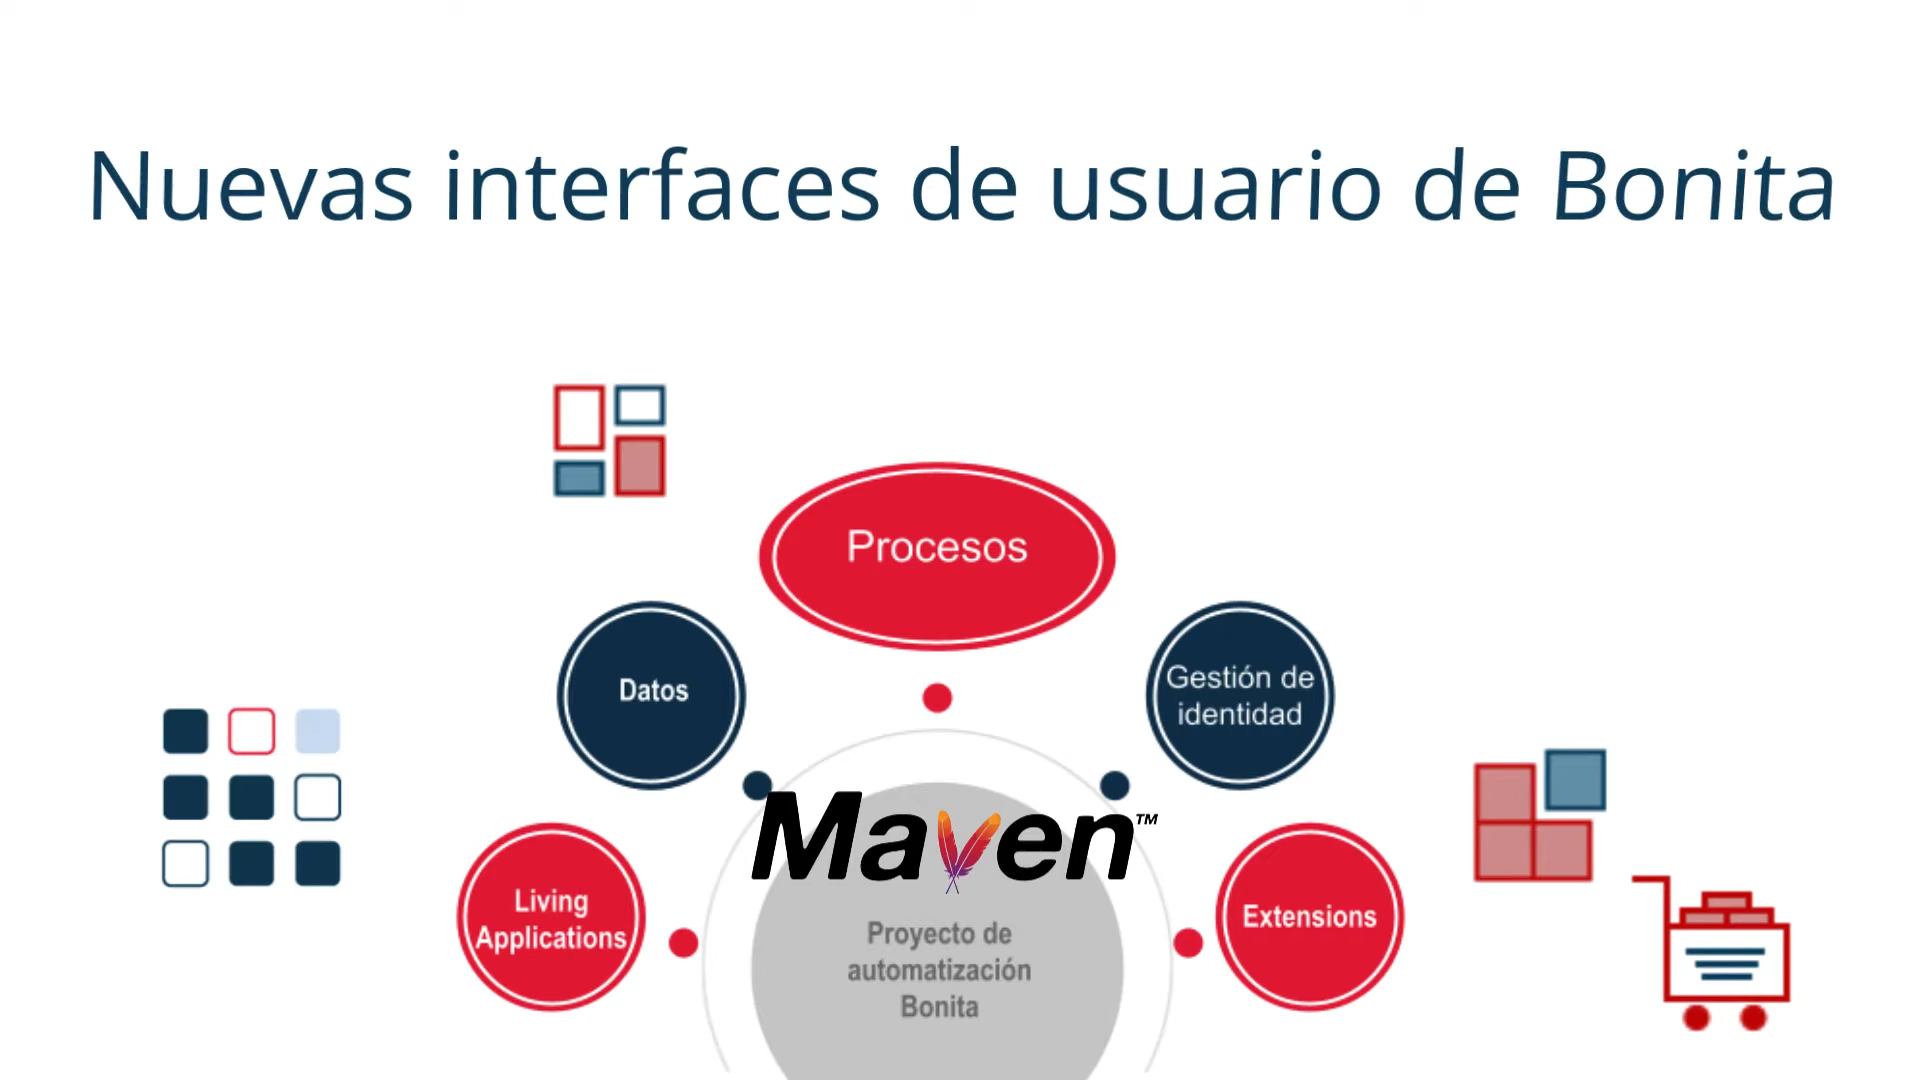 Nuevas interfaces de usuario de Bonita
Procesos
Datos
Gestión de
identidad
Maven™
Living
Applications
Extensions
Proyecto de
automatización
Bonita